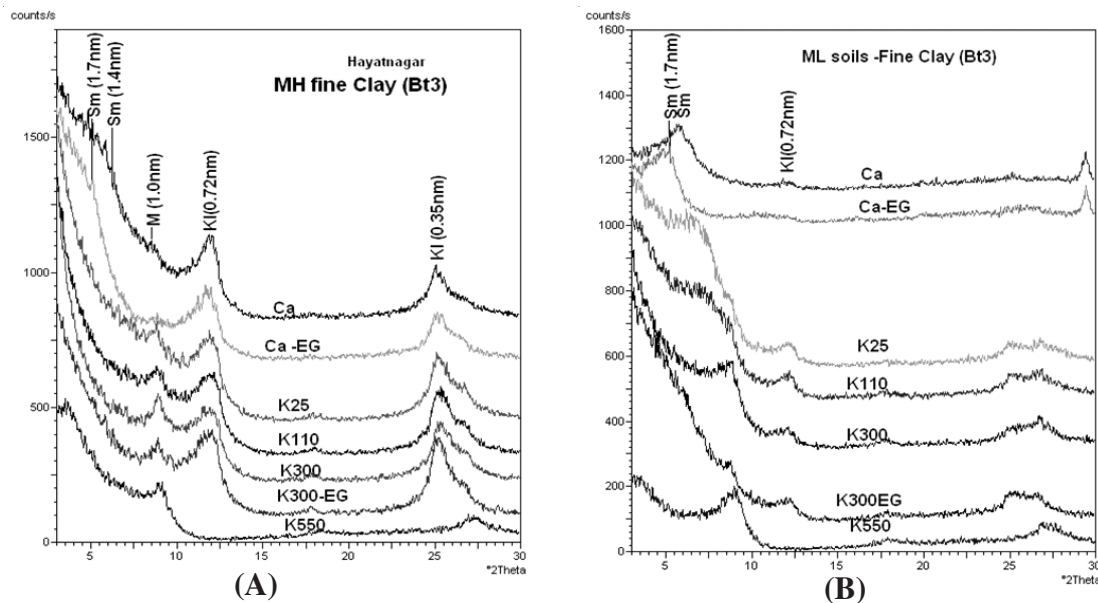 counts/s
Hayatnagar
MH fine Clay (Bt3)
Sm (1.7nm)
Sm (1.4nm)
M (1.0nm)
KI(0.72nm)
KI (0.35nm)
1500
1000
500
0
Ca
Ca -EG
K25
K110
K300
K300-EG
K550
5 10 15 20 25 30
°2Theta
(A)
counts/s
ML soils -Fine Clay (Bt3)
Sm (1.7nm)
Sm
KI(0.72nm)
1600
1400
1200
1000
800
600
400
200
0
Ca
Ca-EG
K25
K110
K300
K300EG
K550
5 10 15 20 25 30
°2Theta
(B)